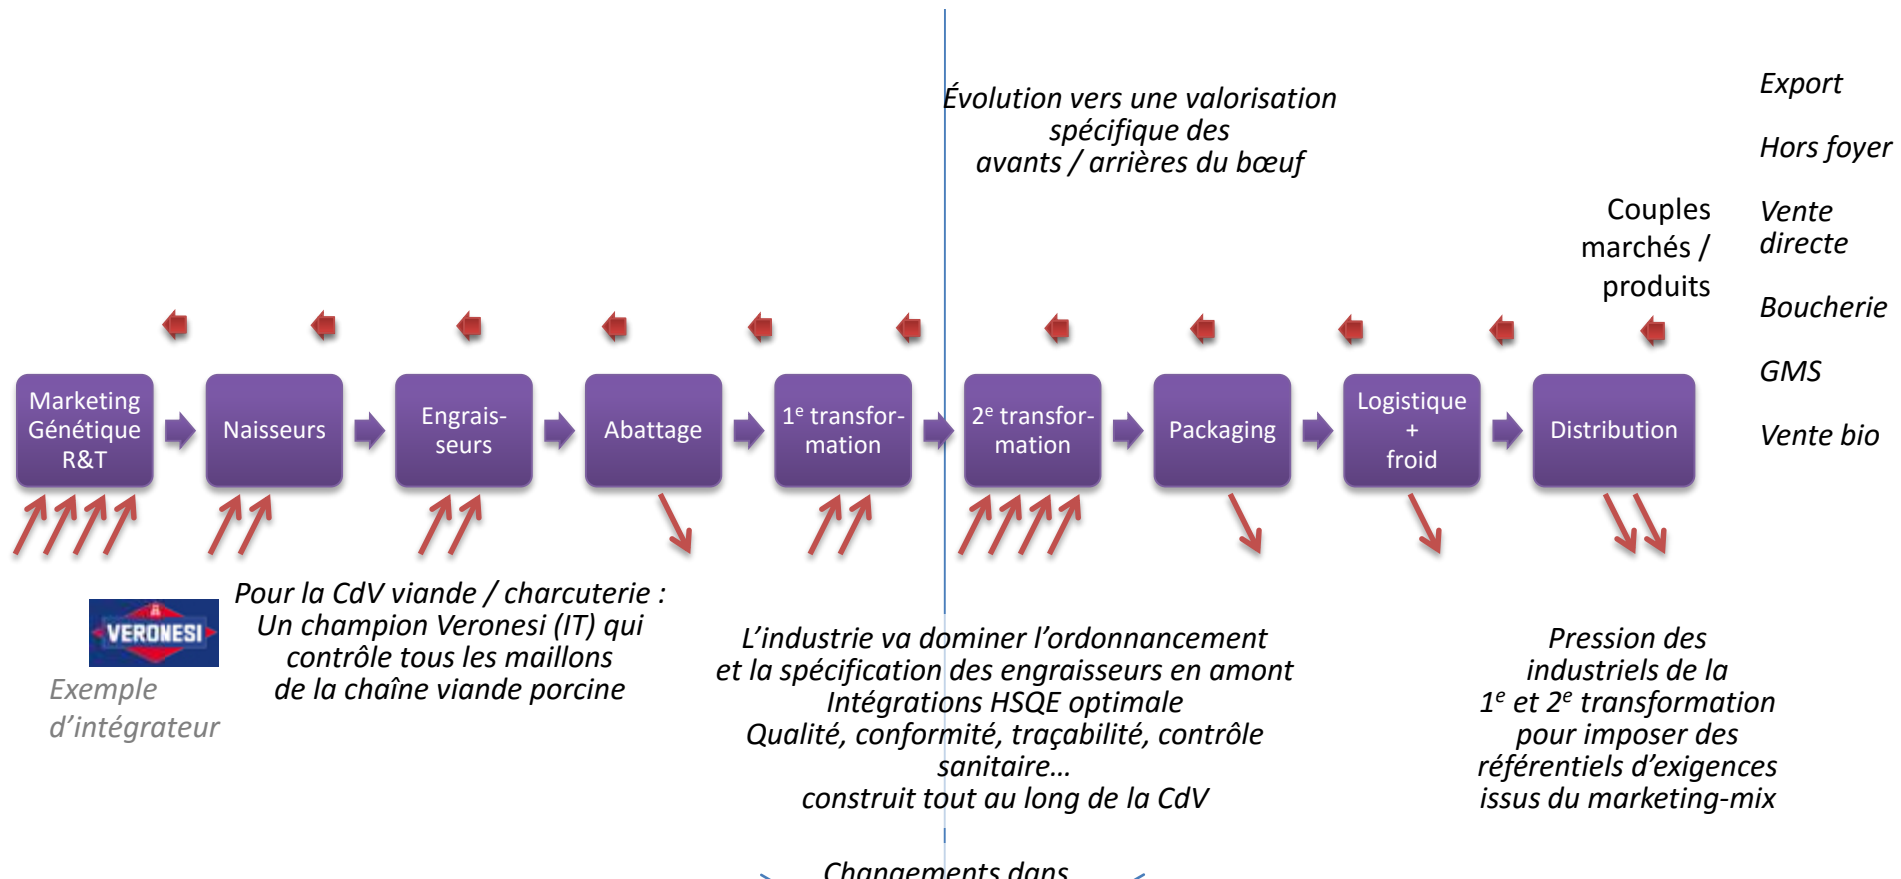 Évolution vers une valorisation
spécifique des
avants / arrières du bœuf
Couples
marchés /
produits
Export
Hors foyer
Vente
directe
Boucherie
GMS
Vente bio
Marketing
Génétique
R&T
Naisseurs
Engrais-
seurs
Abattage
1e transfor-
mation
2e transfor-
mation
Packaging
Logistique
+
froid
Distribution
VERONESI
Exemple
d’intégrateur
Pour la CdV viande / charcuterie :
Un champion Veronesi (IT) qui
contrôle tous les maillons
de la chaîne viande porcine
L’industrie va dominer l’ordonnancement
et la spécification des engraisseurs en amont
Intégrations HSQE optimale
Qualité, conformité, traçabilité, contrôle
sanitaire…
construit tout au long de la CdV
Pression des
industriels de la
1e et 2e transformation
pour imposer des
référentiels d’exigences
issus du marketing-mix
Changements dans